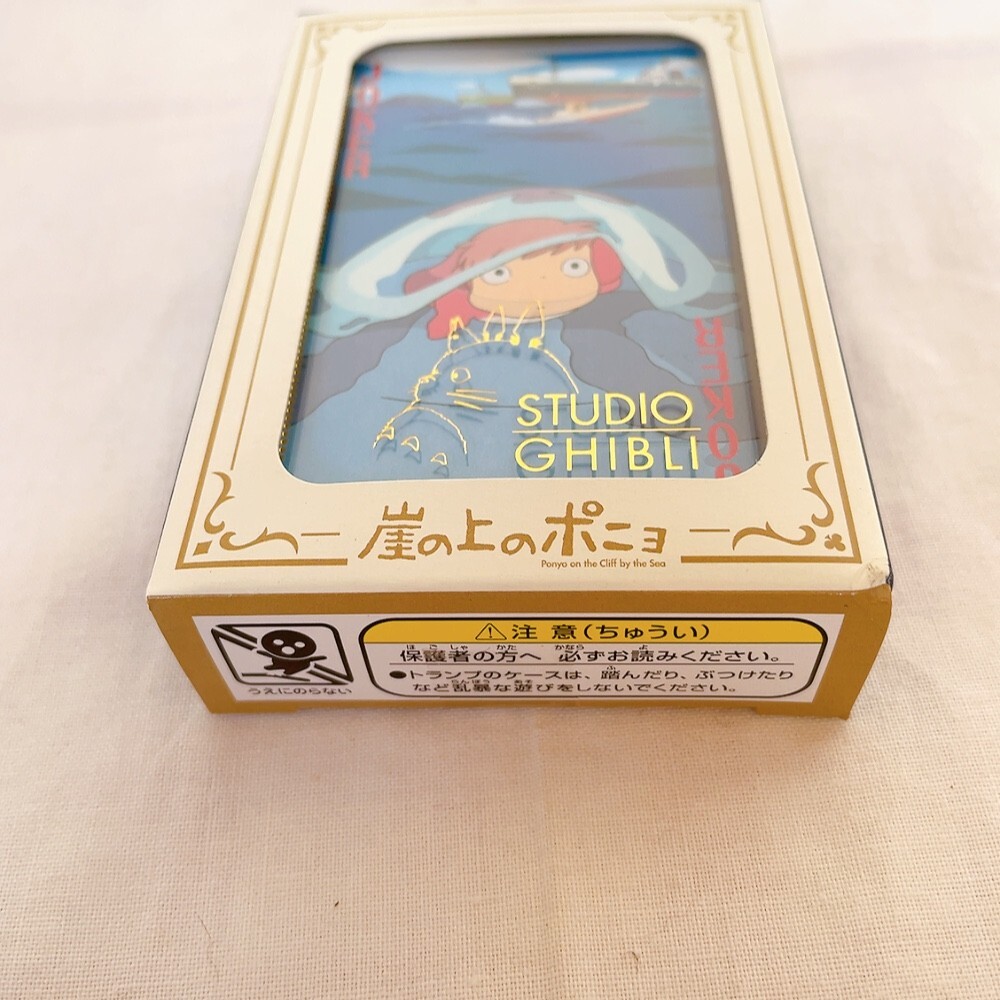 STUDIO
GHIBLI
崖の上のポニョ
Ponyo on the Cliff by the Sea
うえにのらない
⚠注意(ちゅうい)
保護者の方へ 必ずお読みください。
●トランプのケースは、踏んだり、ぶつけたり
など乱暴な遊びをしないでください。